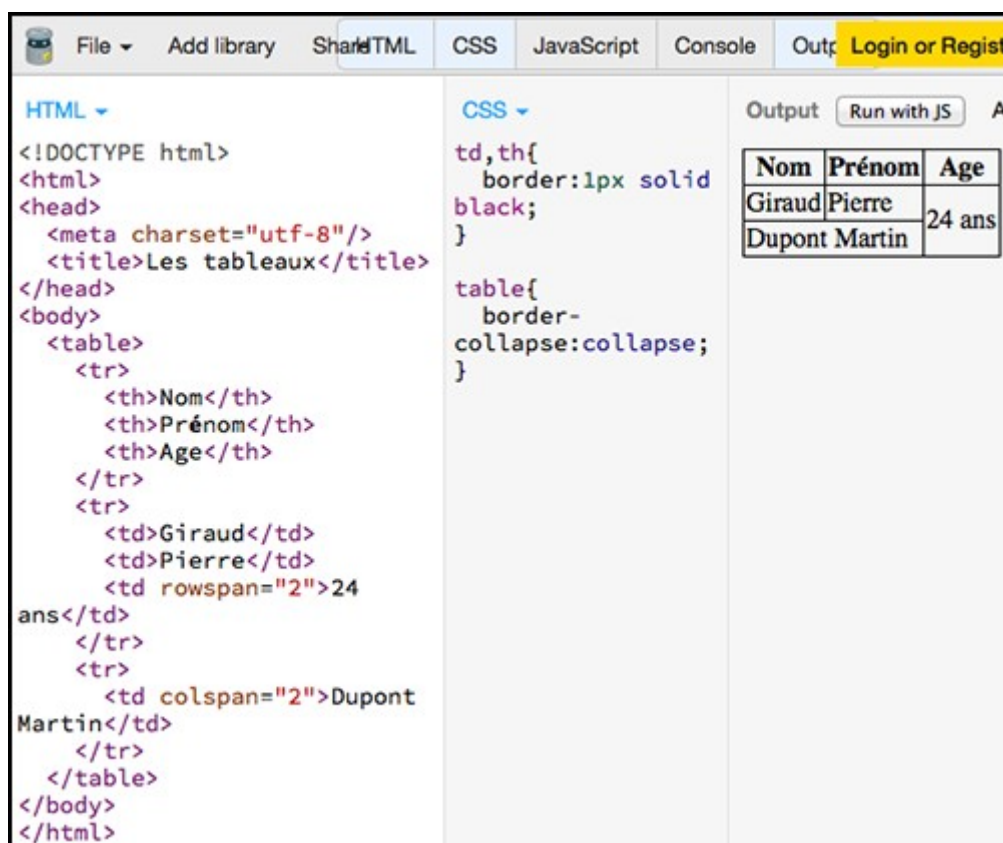 File Add library Share HTML CSS JavaScript Console Outp Login or Regist
HTML
<!DOCTYPE html>
<html>
<head>
<meta charset="utf-8"/>
<title>Les tableaux</title>
</head>
<body>
<table>
<tr>
<th>Nom</th>
<th>Prénom</th>
<th>Age</th>
</tr>
<tr>
<td>Giraud</td>
<td>Pierre</td>
<td rowspan="2">24
ans</td>
</tr>
<tr>
<td colspan="2">Dupont
Martin</td>
</tr>
</table>
</body>
</html>
CSS
td,th{
border:1px solid
black;
}
table{
border-
collapse:collapse;
}
Output Run with JS A
Nom Prénom Age
Giraud Pierre
24 ans
Dupont Martin